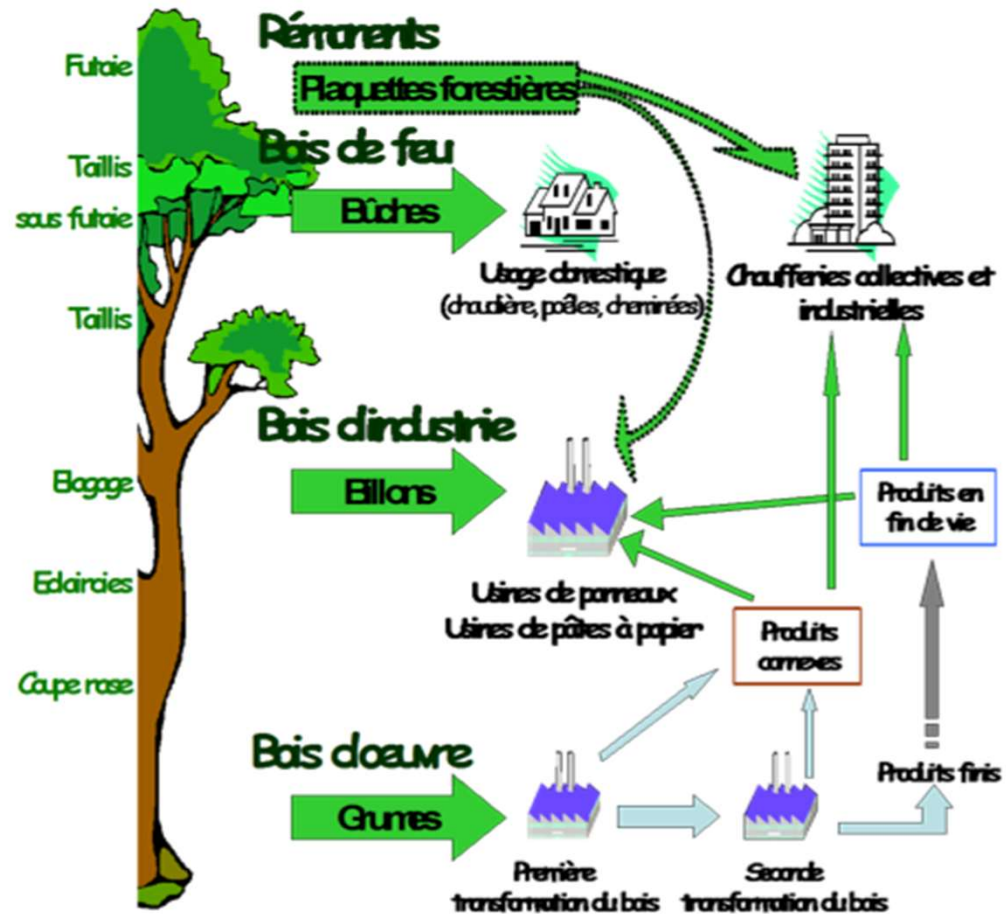 Futaie
Taillis
sous futaie
Taillis
Elagage
Eclaircies
Coupe rase
Rémanents
Plaquettes forestières
Bois de feu
Bûches
Usage domestique
(chaudière, poêles, cheminées)
Chaufferies collectives et
industrielles
Bois d'industrie
Billons
Usines de panneaux
Usines de pâtes à papier
Produits en
fin de vie
Produits
connexes
Bois d'oeuvre
Grumes
Première
transformation du bois
Seconde
transformation du bois
Produits finis